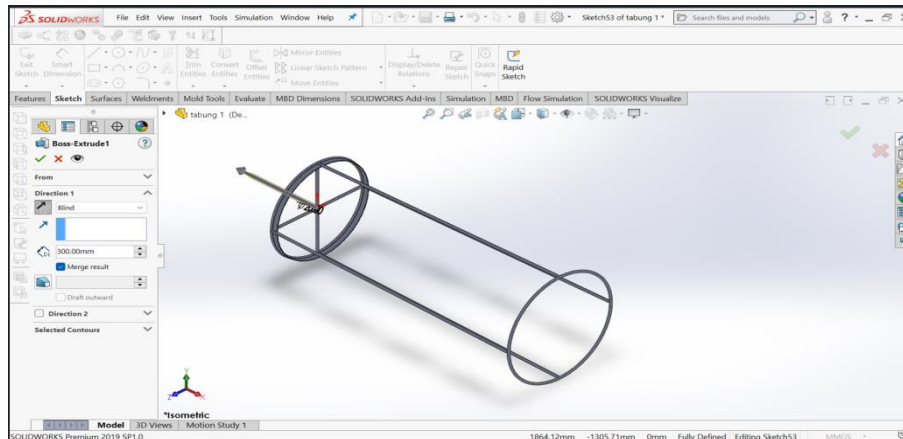 SOLIDWORKS File Edit View Insert Tools Simulation Window Help Sketch53 of tabung 1 * Search files and models
Exit Sketch Smart Dimension Trim Entities Convert Entities Offset Entities Mirror Entities Linear Sketch Pattern Move Entities Display/Delete Relations Repair Sketch Quick Snaps Rapid Sketch
Features Sketch Surfaces Weldments Mold Tools Evaluate MBD Dimensions SOLIDWORKS Add-Ins Simulation MBD Flow Simulation SOLIDWORKS Visualize
tabung 1 (De...
Boss-Extrude1
From
Direction 1
Blind
300.00mm
Merge result
Draft outward
Direction 2
Selected Contours
*Isometric
Model 3D Views Motion Study 1
SOLIDWORKS Premium 2019 SP1.0 1864.12mm -1305.71mm 0mm Fully Defined Editing Sketch53 MMGS